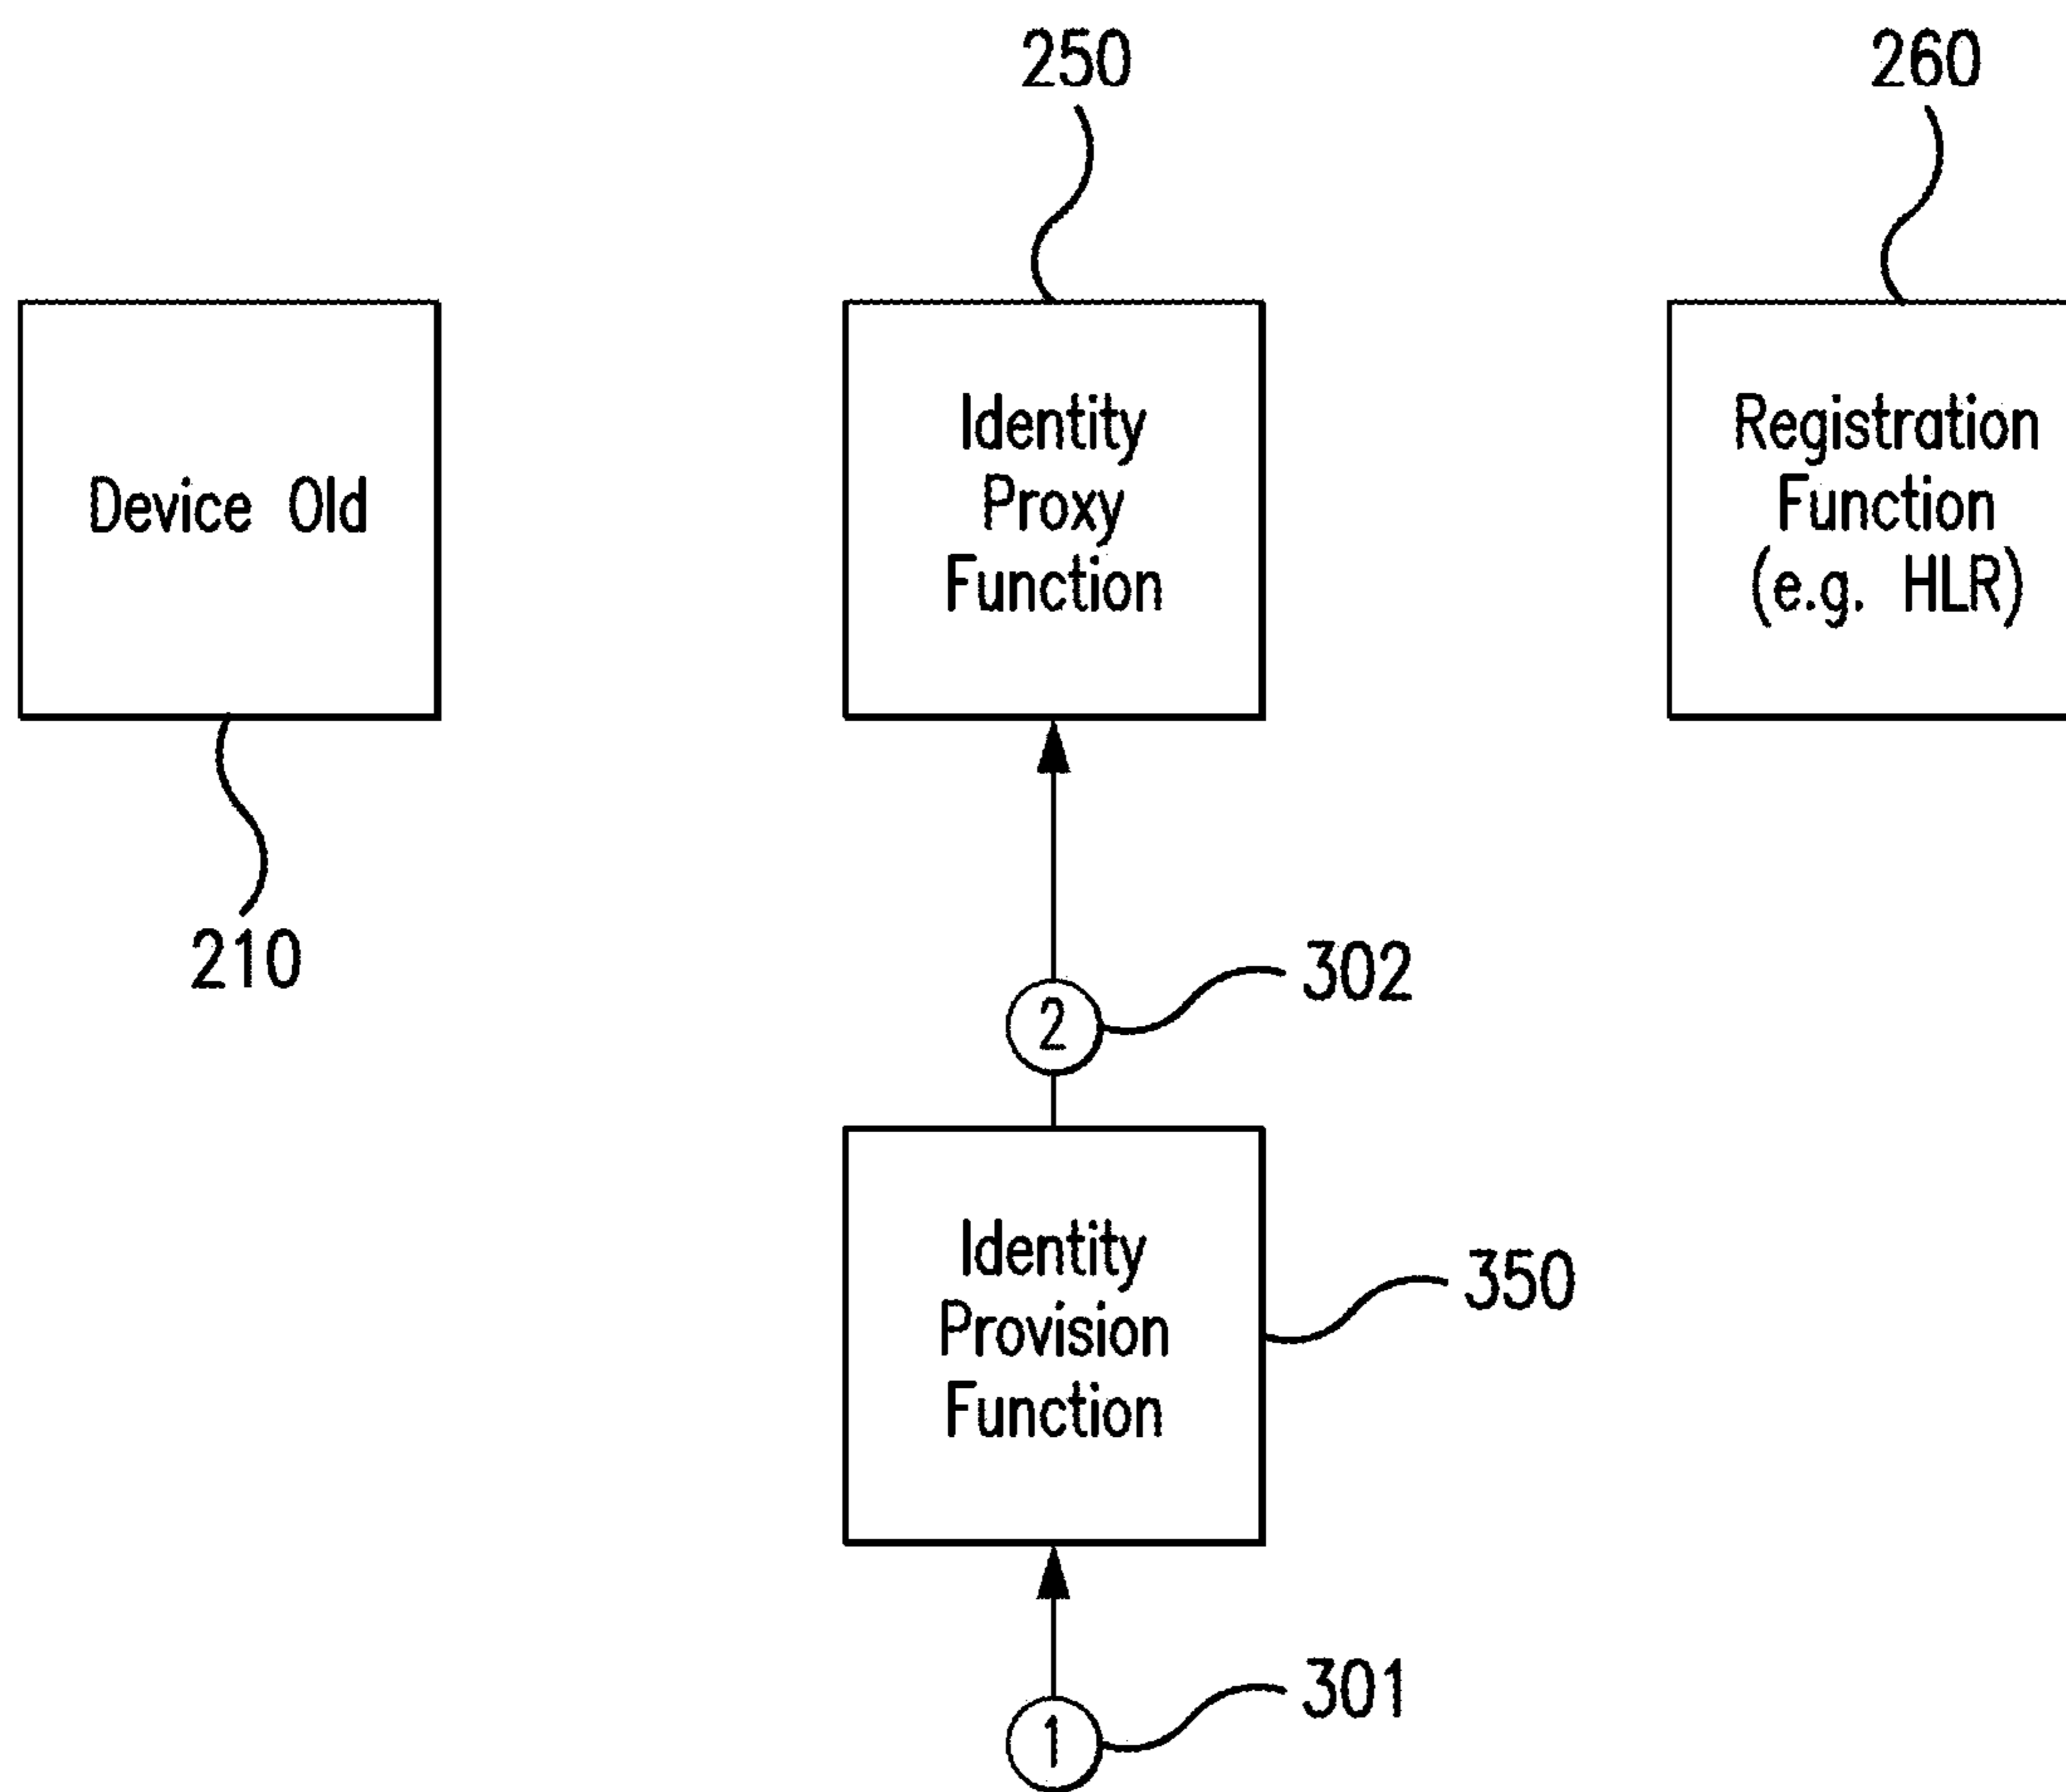 250
260
Device Old
Identity
Proxy
Function
Registration
Function
(e.g. HLR)
210
302
2
Identity
Provision
Function
350
301
1